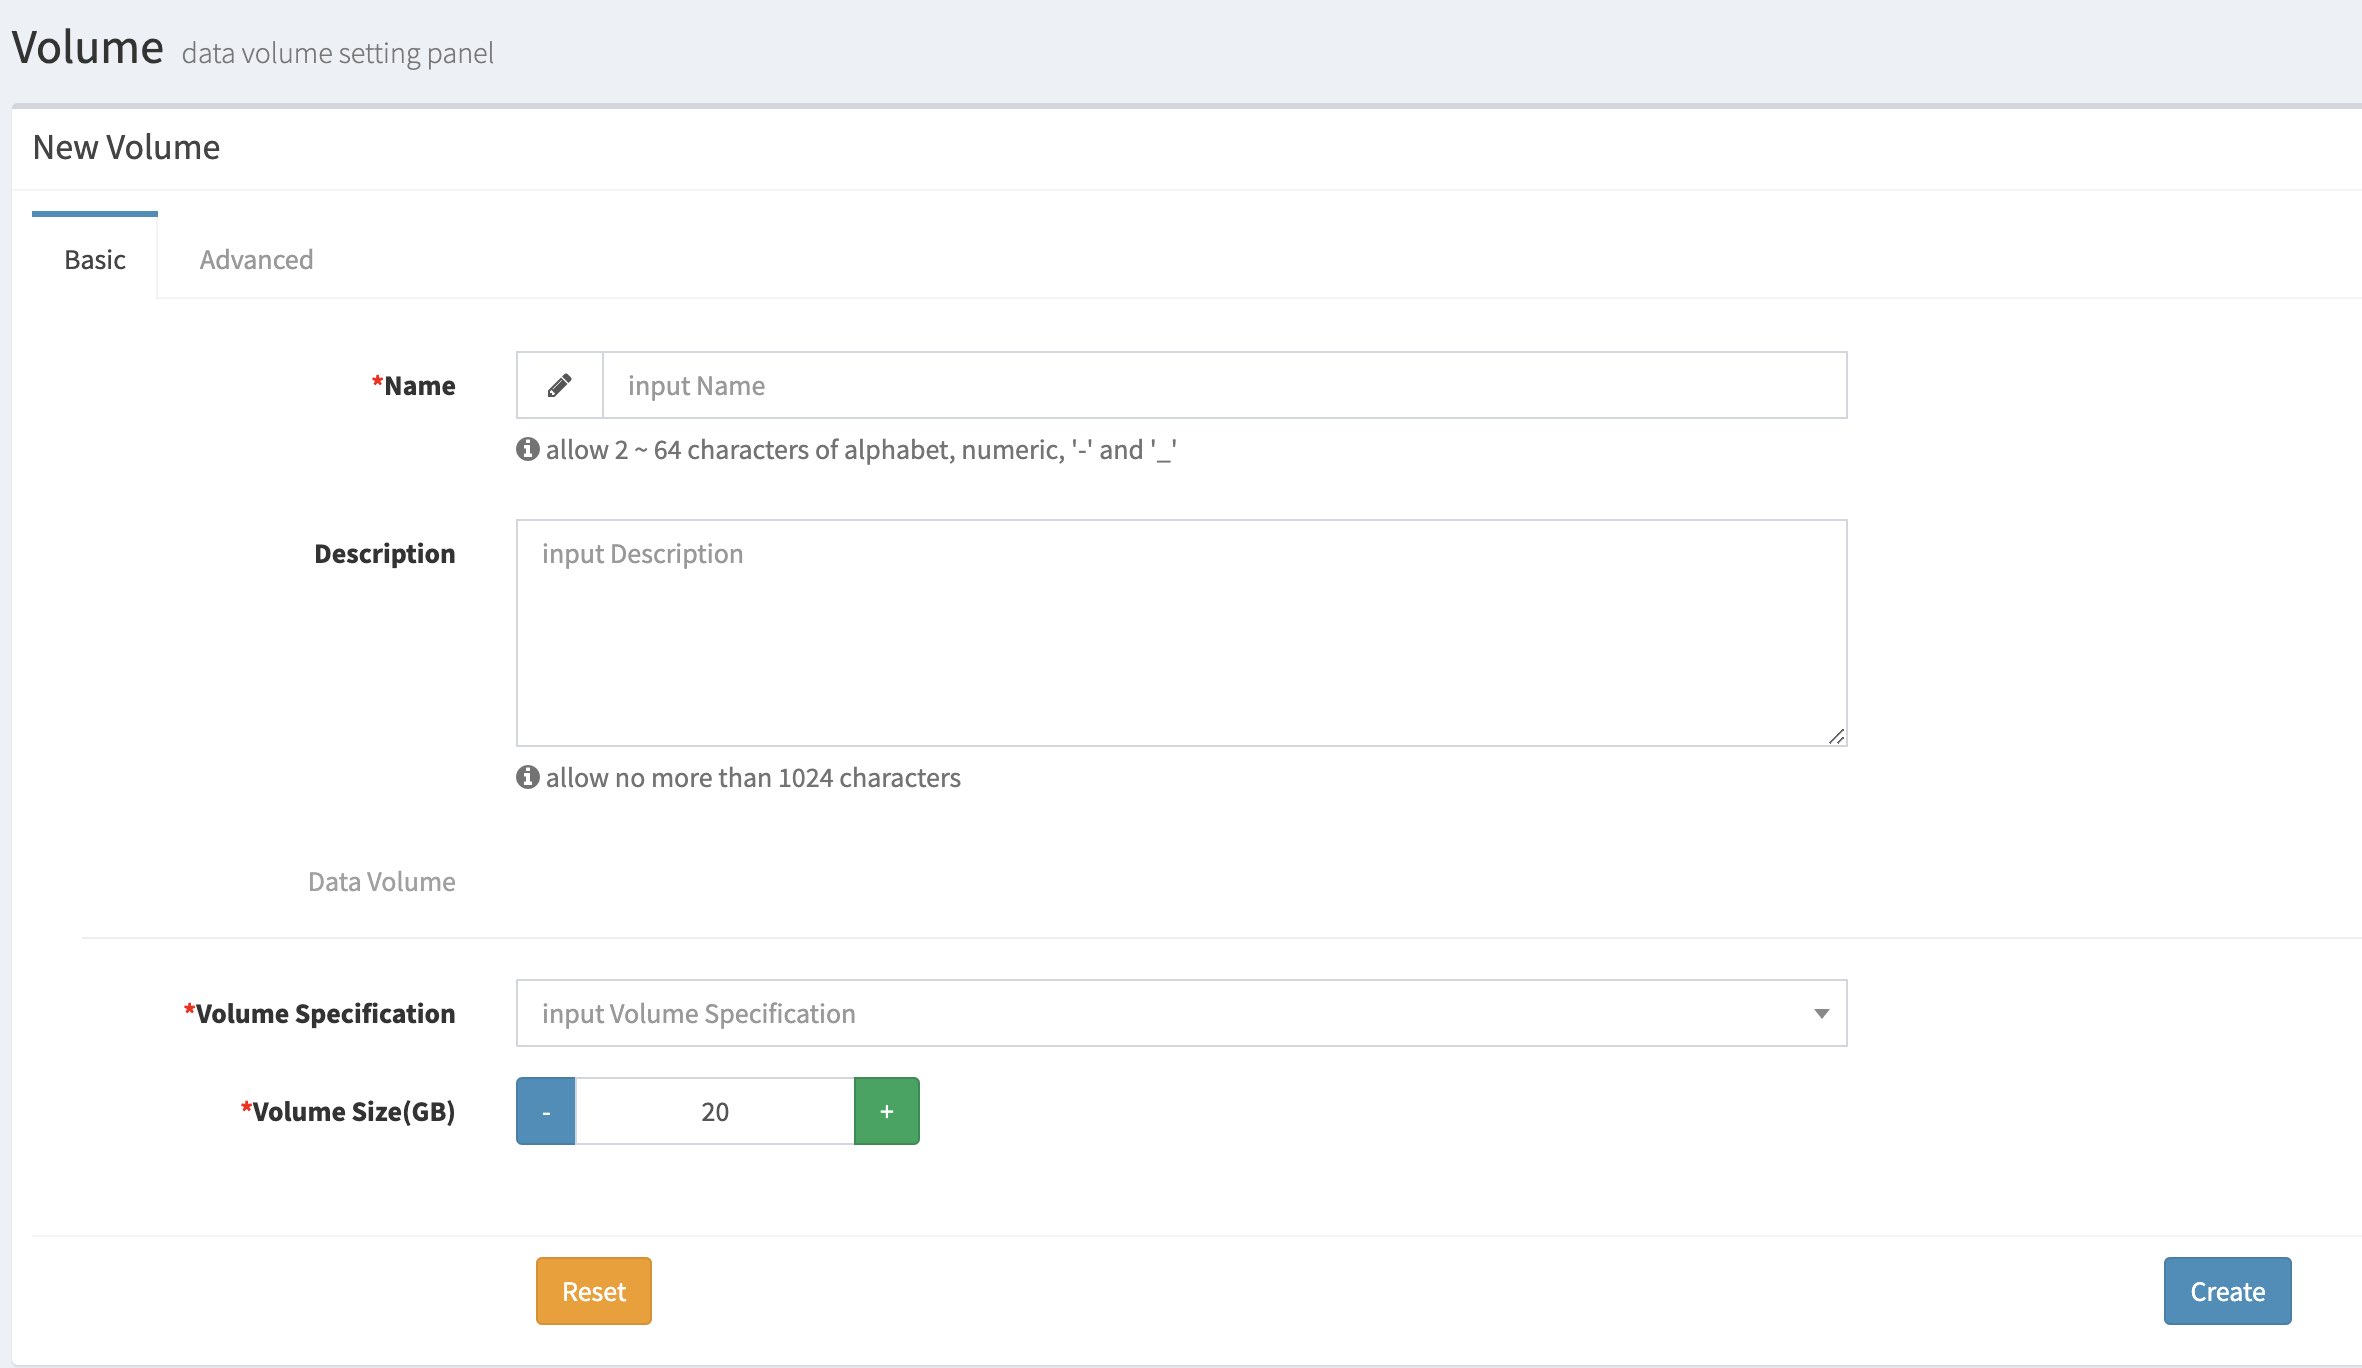 Volume data volume setting panel
New Volume
Basic Advanced
*Name input Name
allow 2 ~ 64 characters of alphabet, numeric, '-' and '_'
Description input Description
allow no more than 1024 characters
Data Volume
*Volume Specification input Volume Specification
*Volume Size(GB) - 20 +
Reset Create